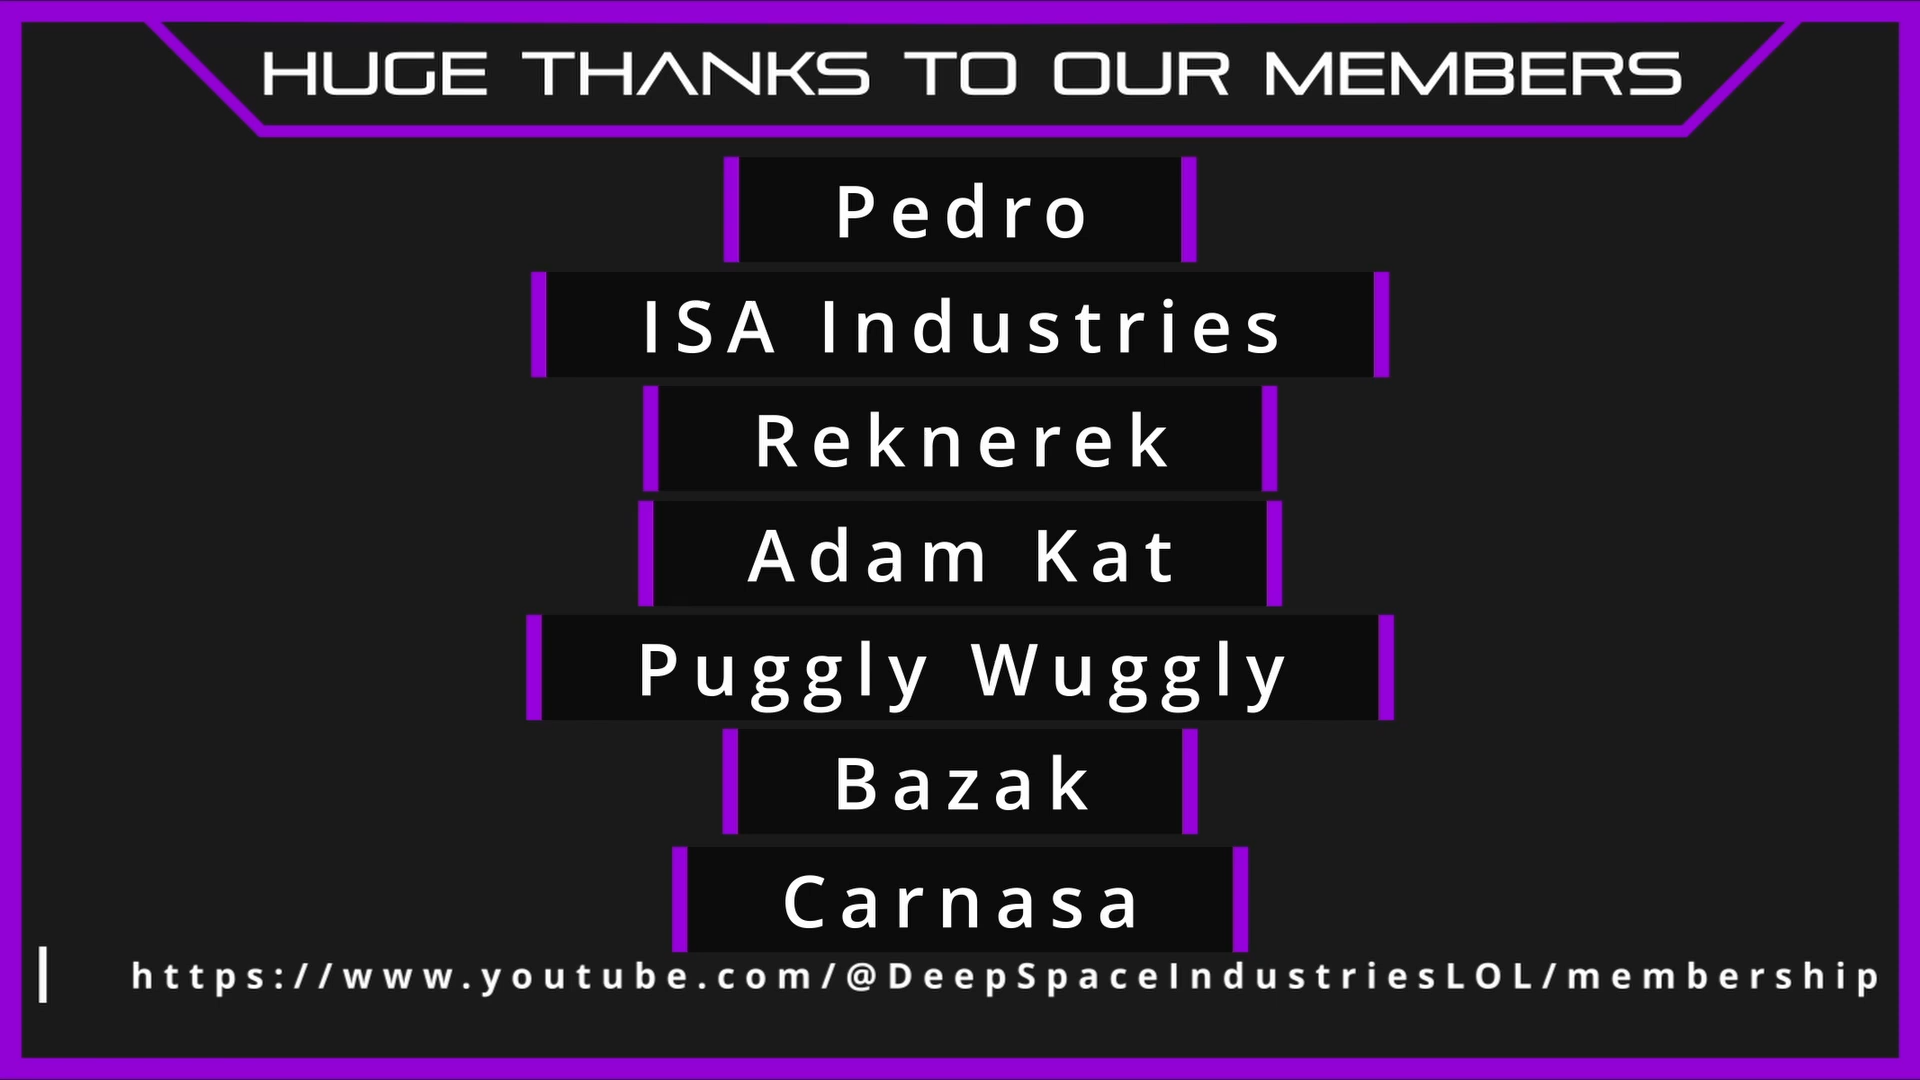 HUGE THANKS TO OUR MEMBERS
Pedro
ISA Industries
Reknerek
Adam Kat
Puggly Wuggly
Bazak
Carnasa
https://www.youtube.com/@DeepSpaceIndustriesLOL/membership